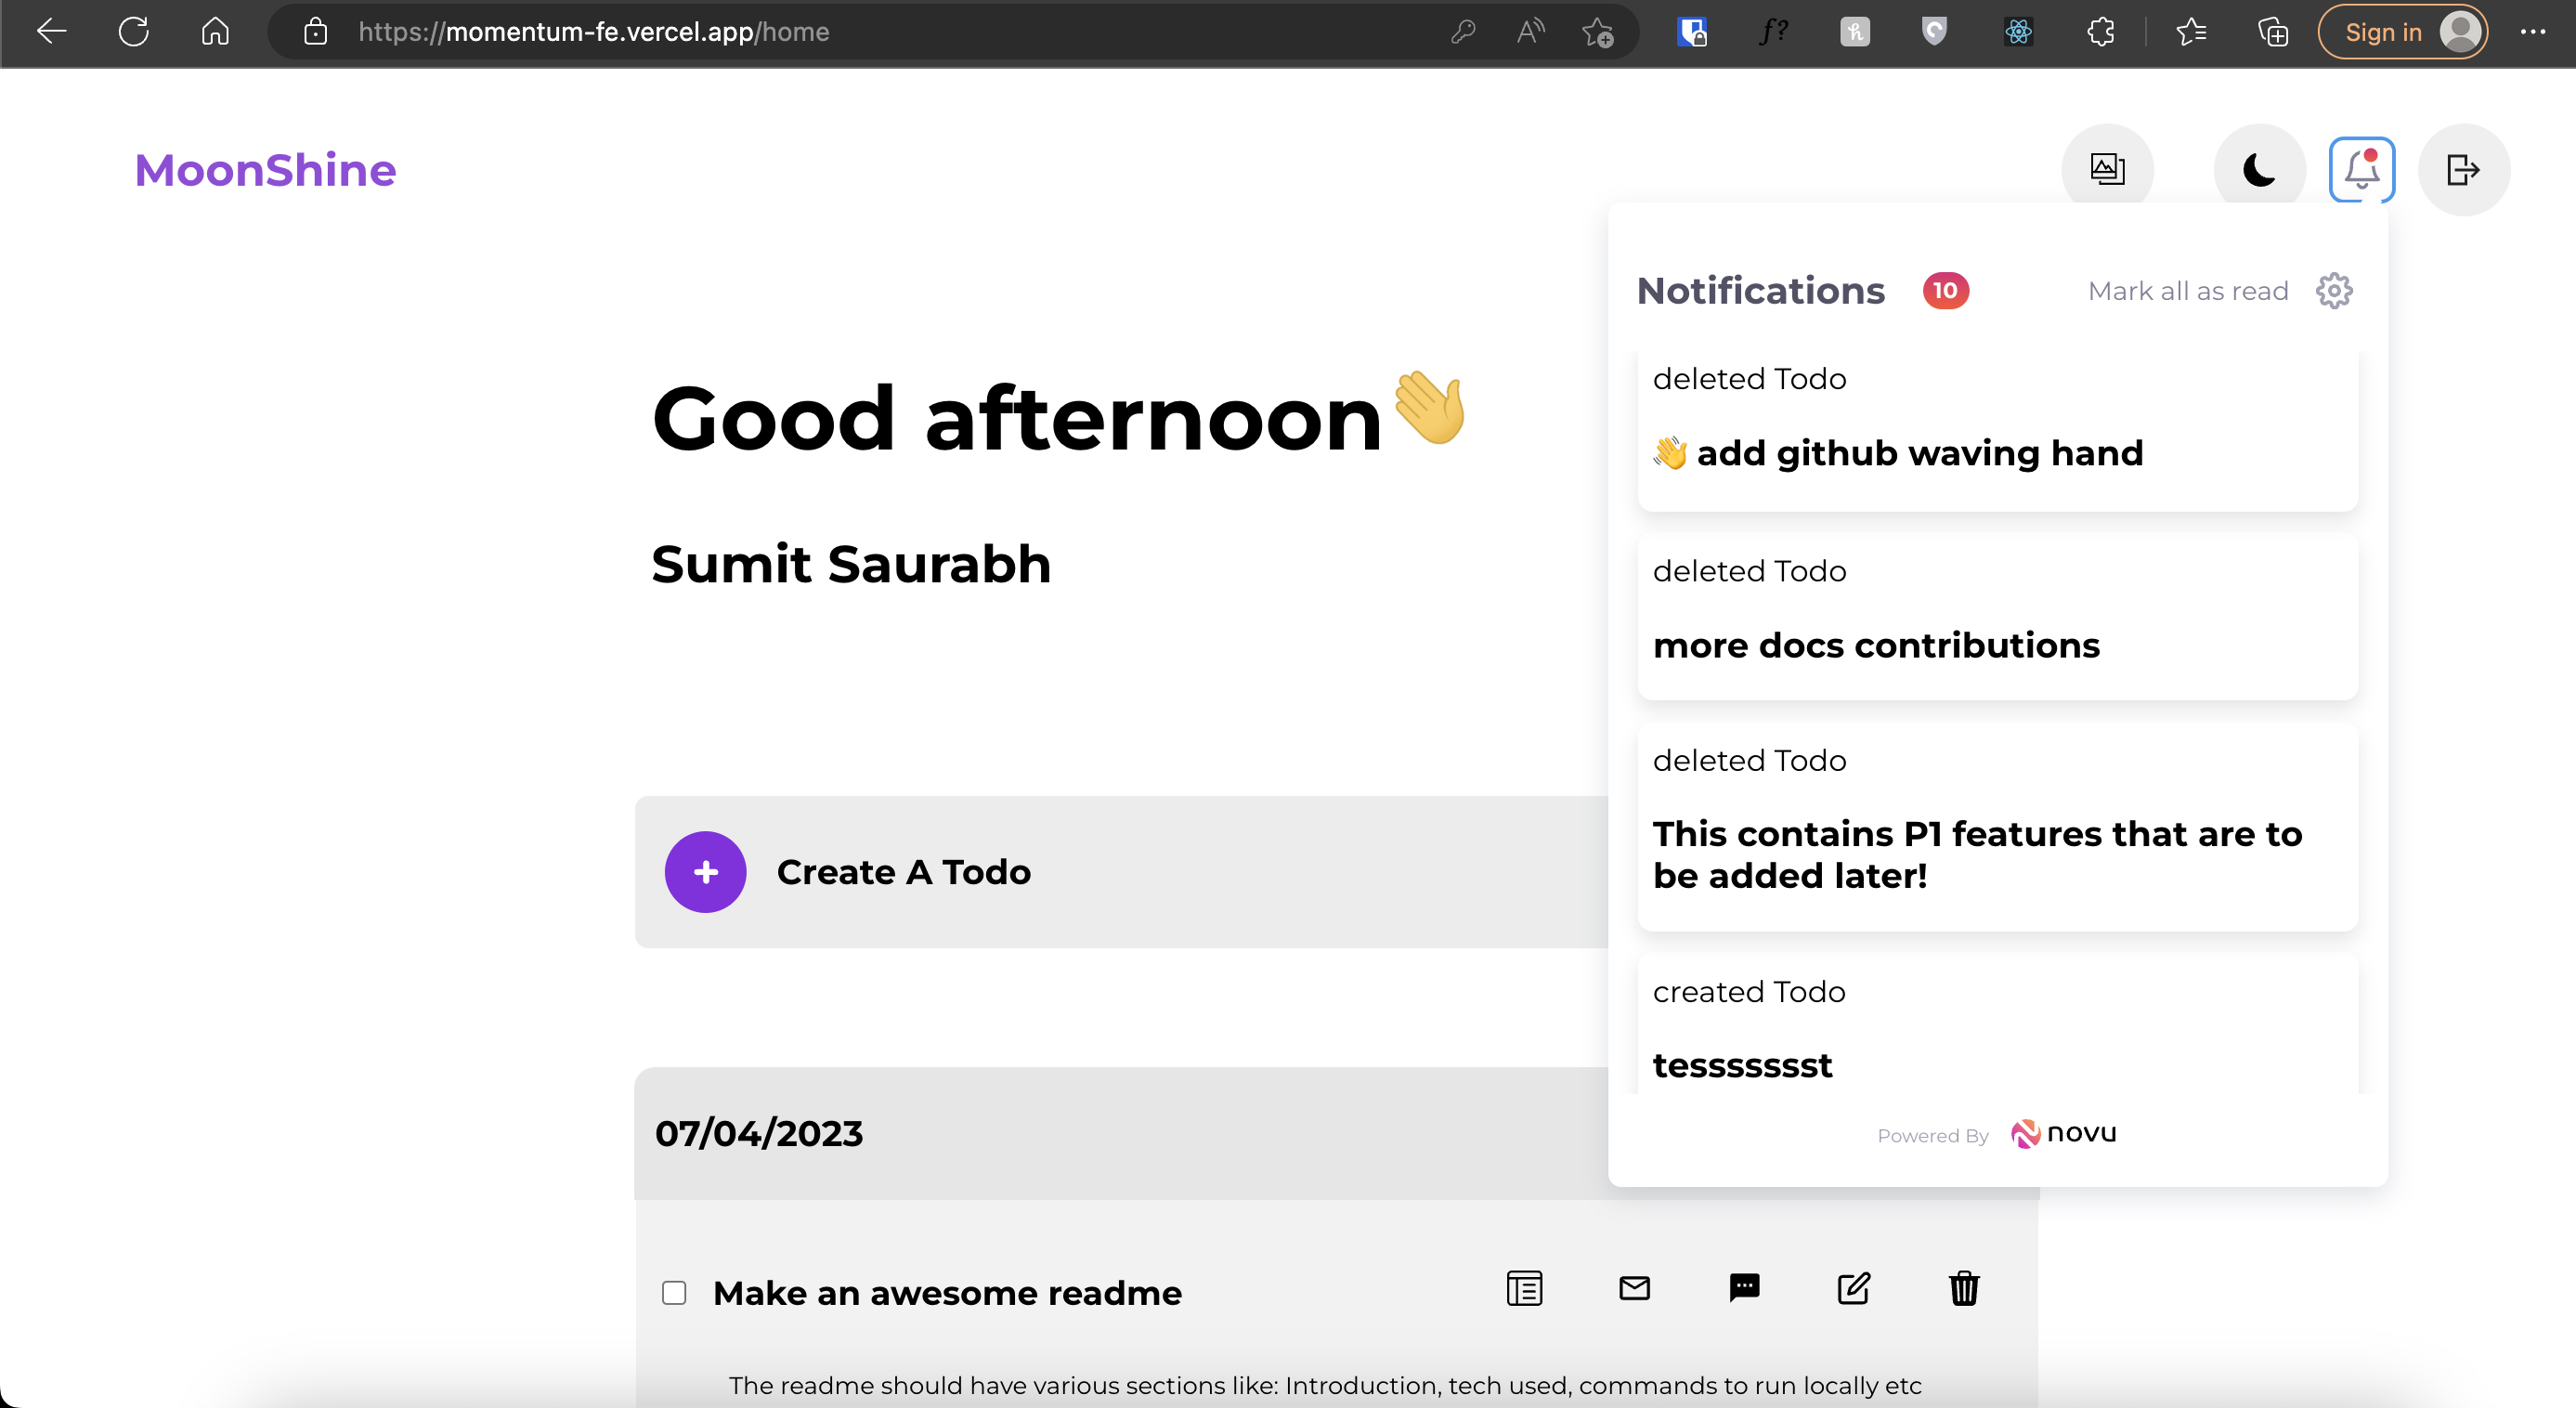 https://momentum-fe.vercel.app/home
Sign in
MoonShine
Good afternoon👋
Sumit Saurabh
Create A Todo
07/04/2023
Make an awesome readme
The readme should have various sections like: Introduction, tech used, commands to run locally etc
Notifications 10 Mark all as read
deleted Todo
👋 add github waving hand
deleted Todo
more docs contributions
deleted Todo
This contains P1 features that are to
be added later!
created Todo
tesssssssst
Powered By novu